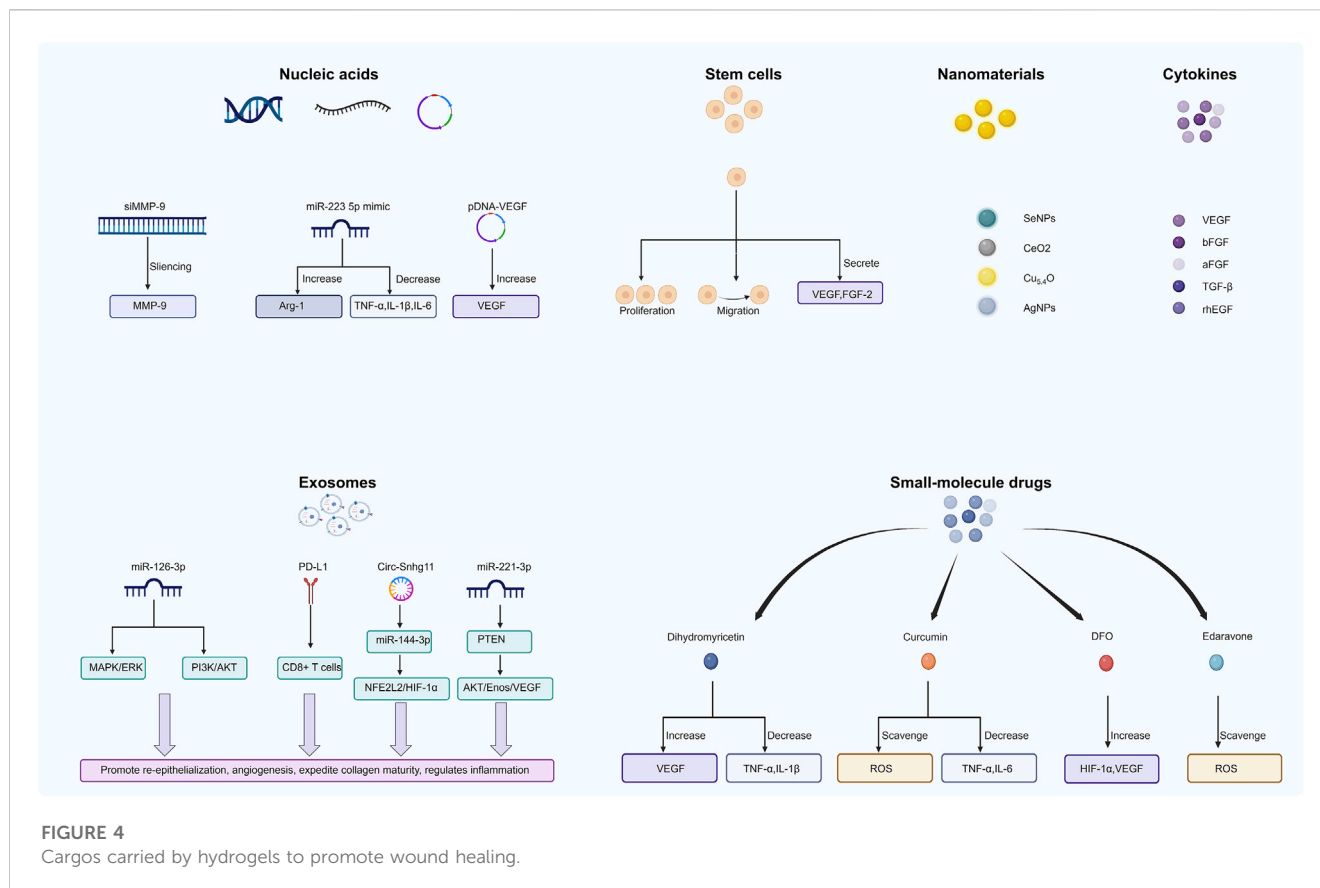 Nucleic acids
siMMP-9
Sliencing
MMP-9
miR-223 5p mimic
Increase
Decrease
Arg-1
TNF-α,IL-1β,IL-6
pDNA-VEGF
Increase
VEGF
Stem cells
Secrete
Proliferation
Migration
VEGF,FGF-2
Nanomaterials
SeNPs
CeO2
Cu₅.₄O
AgNPs
Cytokines
VEGF
bFGF
aFGF
TGF-β
rhEGF
Exosomes
miR-126-3p
MAPK/ERK
PI3K/AKT
PD-L1
CD8+ T cells
Circ-Snhg11
miR-144-3p
NFE2L2/HIF-1α
miR-221-3p
PTEN
AKT/Enos/VEGF
Promote re-epithelialization, angiogenesis, expedite collagen maturity, regulates inflammation
Small-molecule drugs
Dihydromyricetin
Increase
Decrease
VEGF
TNF-α,IL-1β
Curcumin
Scavenge
Decrease
ROS
TNF-α,IL-6
DFO
Increase
HIF-1α,VEGF
Edaravone
Scavenge
ROS
FIGURE 4
Cargos carried by hydrogels to promote wound healing.